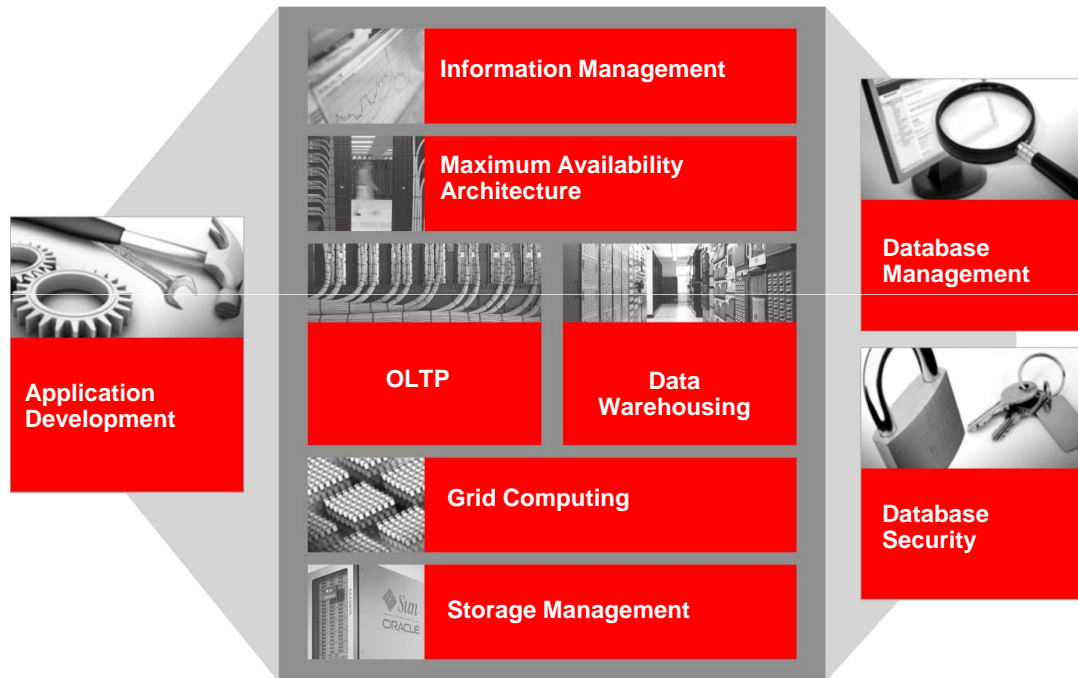 Information Management
Maximum Availability
Architecture
Application
Development
OLTP
Data
Warehousing
Database
Management
Grid Computing
Database
Security
Storage Management
Sun
ORACLE